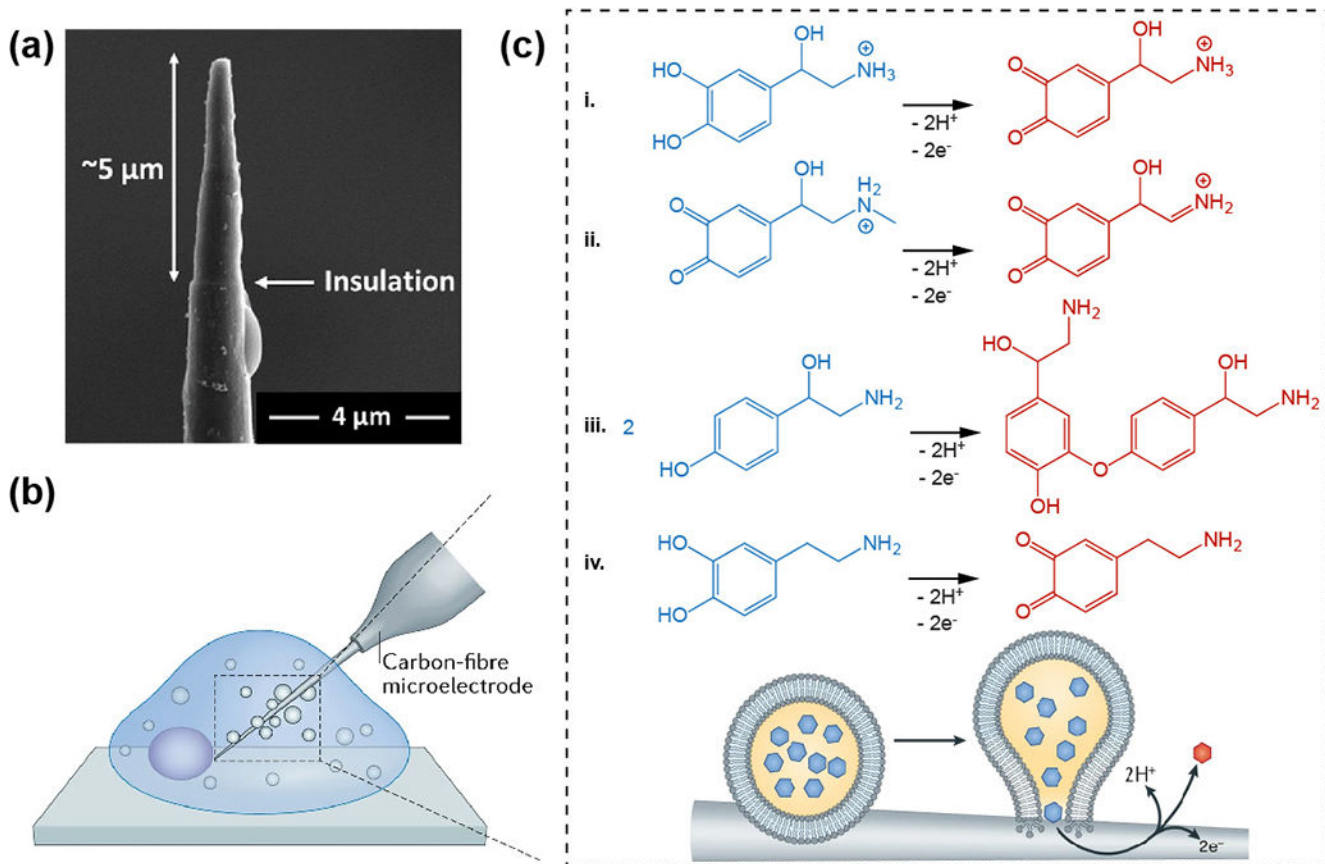 (a)
~5 μm
Insulation
4 μm
(b)
Carbon-fibre
microelectrode
(c)
i.
HO
HO
OH
⊕
NH₃
- 2H⁺
- 2e⁻
O
O
OH
⊕
NH₃
ii.
O
O
OH
H₂
N
⊕
- 2H⁺
- 2e⁻
O
O
OH
⊕
NH₂
iii. 2
HO
OH
NH₂
- 2H⁺
- 2e⁻
NH₂
HO
OH
O
OH
NH₂
iv.
HO
HO
NH₂
- 2H⁺
- 2e⁻
O
O
NH₂
2H⁺
2e⁻